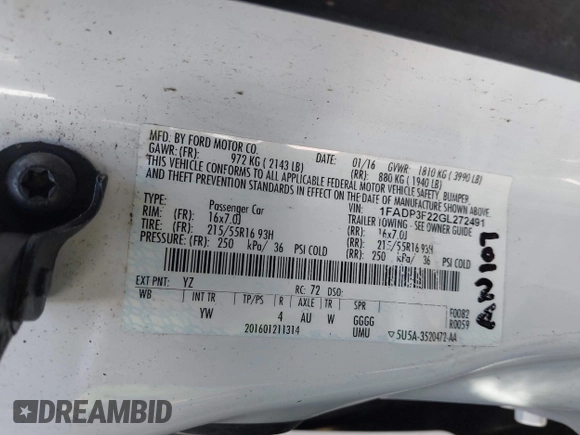 MFD. BY FORD MOTOR CO.
DATE: 01/16 GVWR: 1810 KG ( 3990 LB)
GAWR: (FR): 972 KG ( 2143 LB) (RR): 880 KG ( 1940 LB)
THIS VEHICLE CONFORMS TO ALL APPLICABLE FEDERAL MOTOR VEHICLE SAFETY, BUMPER,
AND THEFT PREVENTION STANDARDS IN EFFECT ON THE DATE OF MANUFACTURE SHOWN ABOVE.
VIN: 1FADP3F22GL272491
TYPE: Passenger Car TRAILER TOWING - SEE OWNER GUIDE
RIM: (FR): 16x7.0J (RR): 16x7.0J
TIRE: (FR): 215/55R16 93H (RR): 215/55R16 93H
PRESSURE: (FR): 250 kPa/ 36 PSI COLD (RR): 250 kPa/ 36 PSI COLD
EXT PNT: YZ RC: 72 DSO:
WB INT TR TP/PS R AXLE TR SPR
YW 4 AU W GGGG
F0082
R0059
201601211314 UMU ▽5U5A-3520472-AA
DREAMBID